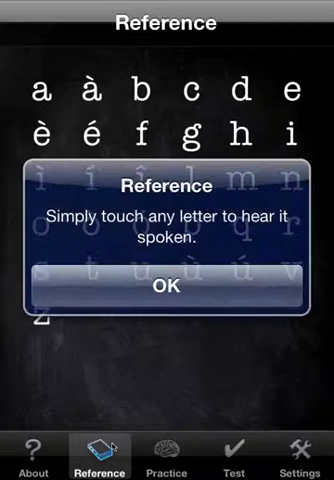 Reference
a à b c d e
è é f g h i
ì í î l m n
o ò ó p q r
s t u ù ú v
z
Reference
Simply touch any letter to hear it
spoken.
OK
About Reference Practice Test Settings